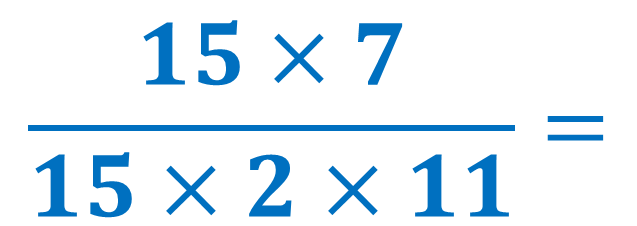 15 × 7
15 × 2 × 11 =